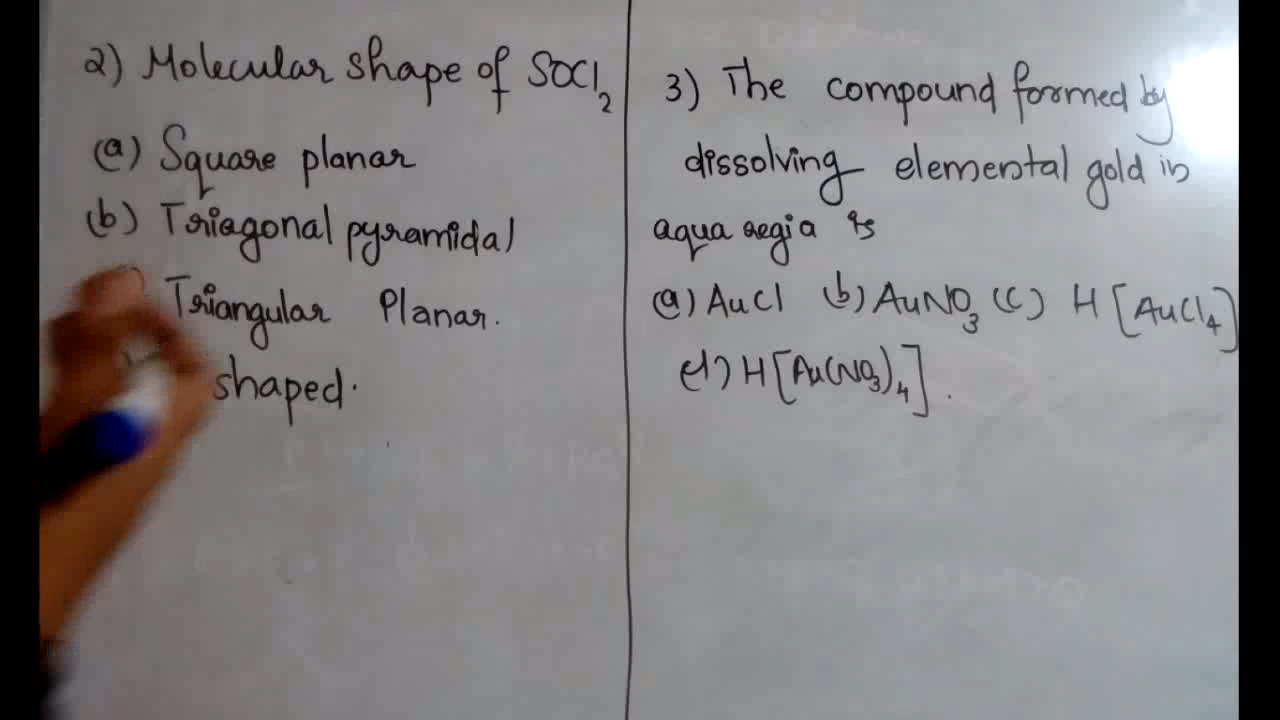 2) Molecular shape of SOCl₂
(a) Square planar
(b) Triagonal pyramidal
Triangular Planar.
shaped.
3) The compound formed by
dissolving elemental gold in
aqua regia is
(a) AuCl (b) AuNO₃ (c) H[AuCl₄]
(d) H[Au(NO₃)₄].